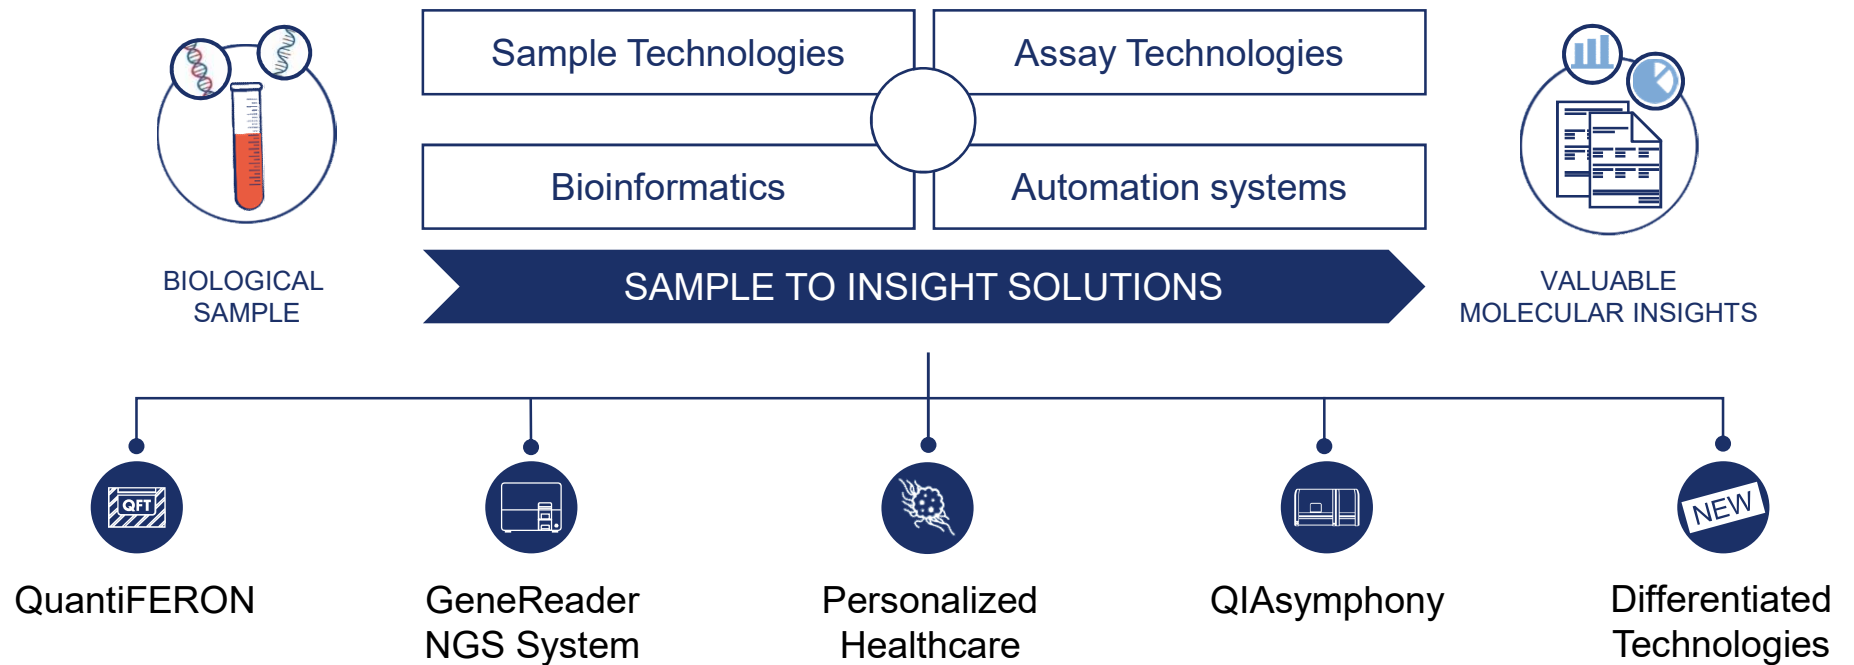 Sample Technologies
Assay Technologies
Bioinformatics
Automation systems
BIOLOGICAL
SAMPLE
SAMPLE TO INSIGHT SOLUTIONS
VALUABLE
MOLECULAR INSIGHTS
QFT
NEW
QuantiFERON
GeneReader
NGS System
Personalized
Healthcare
QIAsymphony
Differentiated
Technologies